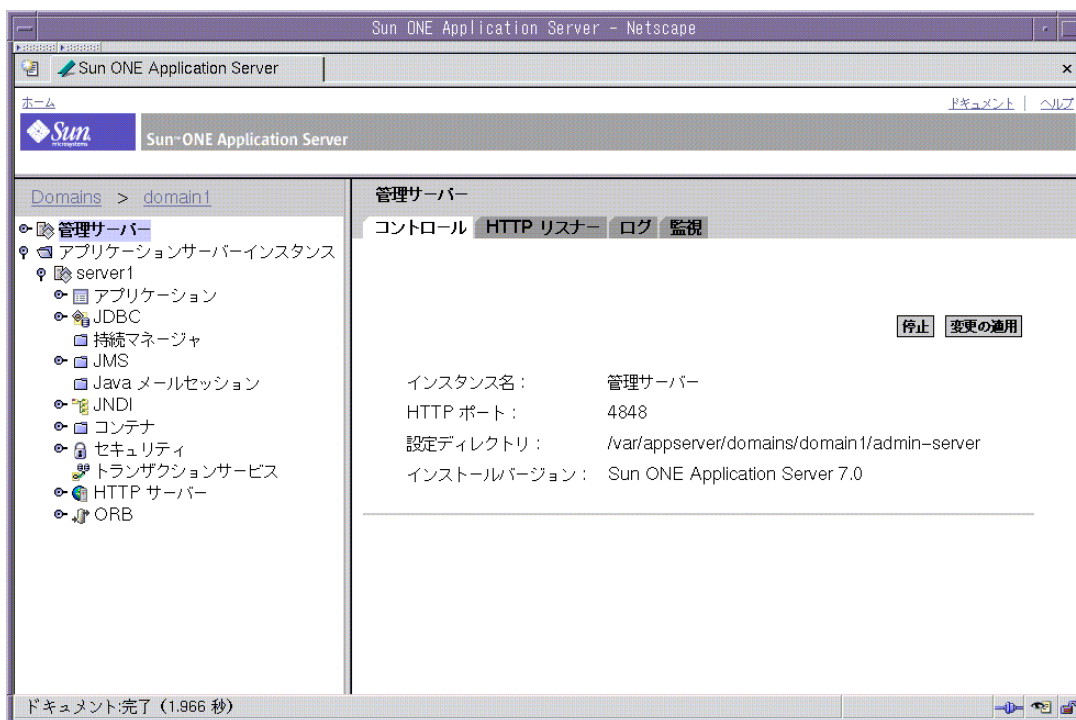 Sun ONE Application Server - Netscape
Sun ONE Application Server
ホーム
ドキュメント | ヘルプ
Sun microsystems
Sun™ ONE Application Server
Domains > domain1
管理サーバー
アプリケーションサーバーインスタンス
server1
アプリケーション
JDBC
持続マネージャ
JMS
Java メールセッション
JNDI
コンテナ
セキュリティ
トランザクションサービス
HTTP サーバー
ORB
管理サーバー
コントロール HTTP リスナー ログ 監視
停止 変更の適用
インスタンス名： 管理サーバー
HTTP ポート： 4848
設定ディレクトリ： /var/appserver/domains/domain1/admin-server
インストールバージョン： Sun ONE Application Server 7.0
ドキュメント:完了 (1.966 秒)